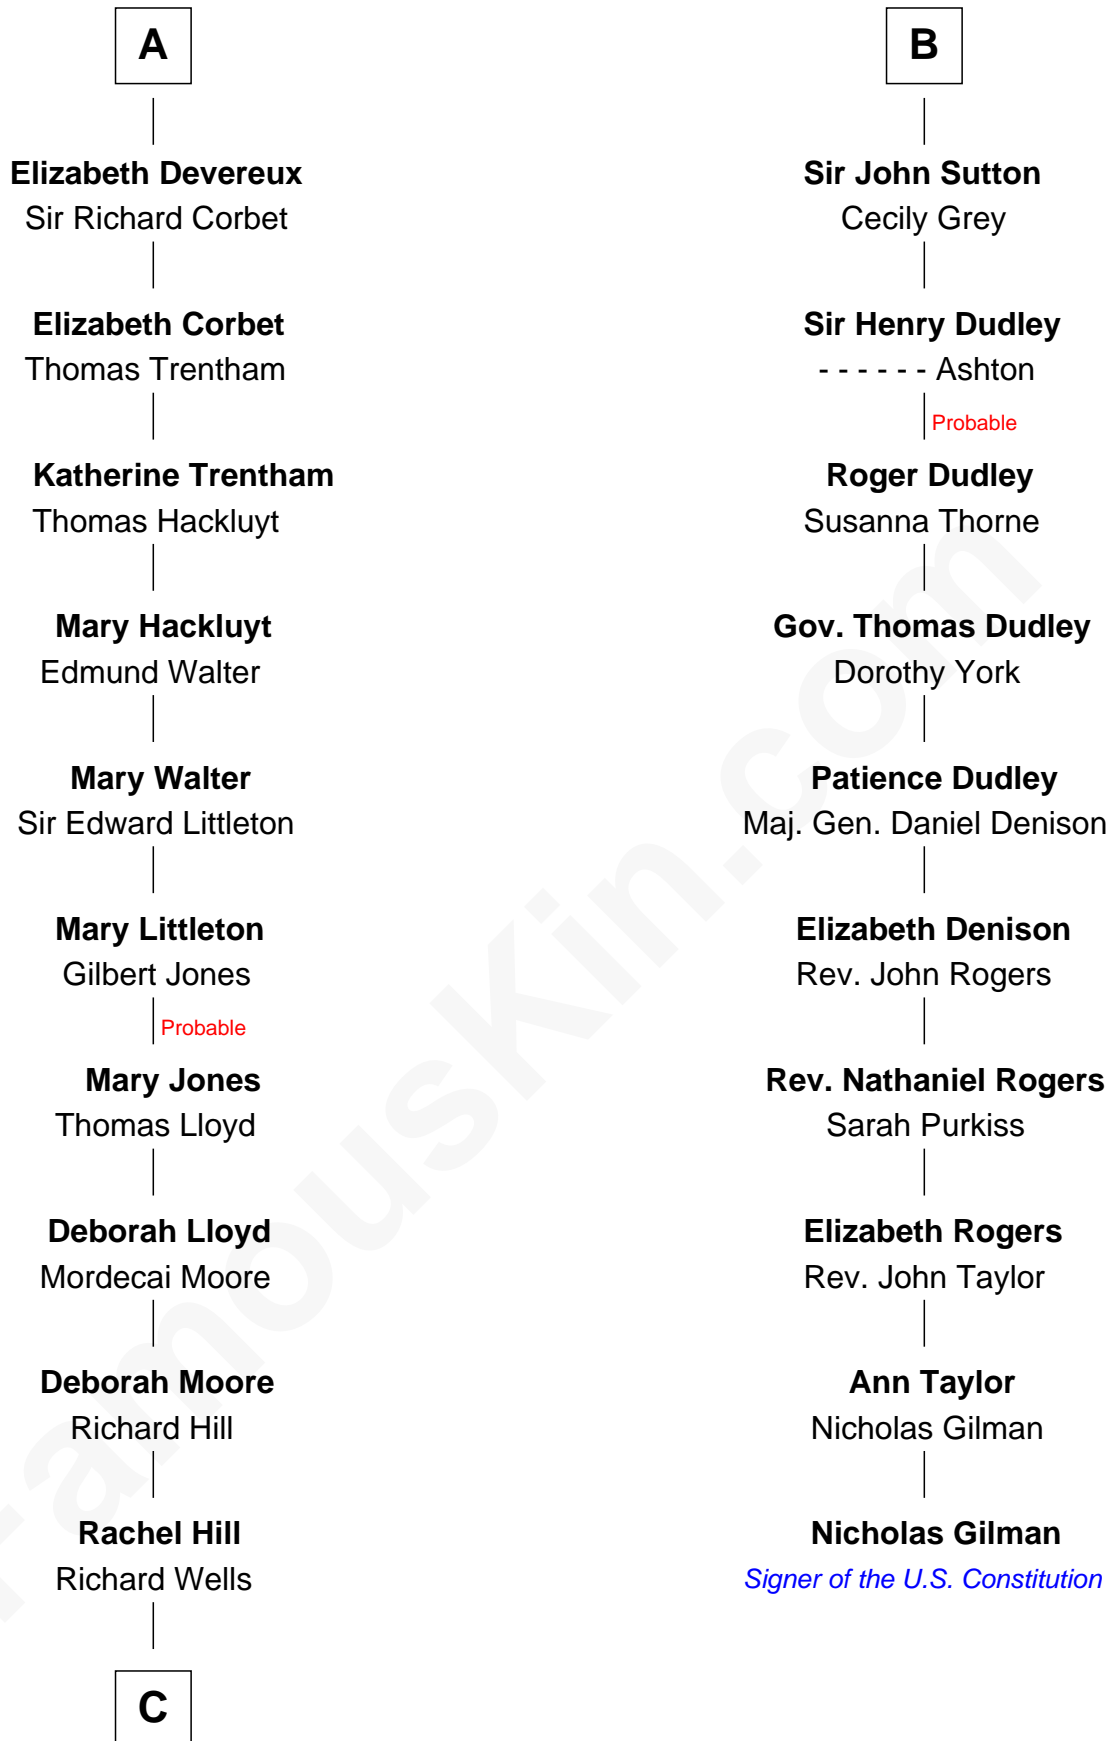 A
Elizabeth Devereux
Sir Richard Corbet
Elizabeth Corbet
Thomas Trentham
Katherine Trentham
Thomas Hackluyt
Mary Hackluyt
Edmund Walter
Mary Walter
Sir Edward Littleton
Mary Littleton
Gilbert Jones
Probable
Mary Jones
Thomas Lloyd
Deborah Lloyd
Mordecai Moore
Deborah Moore
Richard Hill
Rachel Hill
Richard Wells
C
B
Sir John Sutton
Cecily Grey
Sir Henry Dudley
- - - - - - Ashton
Probable
Roger Dudley
Susanna Thorne
Gov. Thomas Dudley
Dorothy York
Patience Dudley
Maj. Gen. Daniel Denison
Elizabeth Denison
Rev. John Rogers
Rev. Nathaniel Rogers
Sarah Purkiss
Elizabeth Rogers
Rev. John Taylor
Ann Taylor
Nicholas Gilman
Nicholas Gilman
Signer of the U.S. Constitution
FamousKin.com